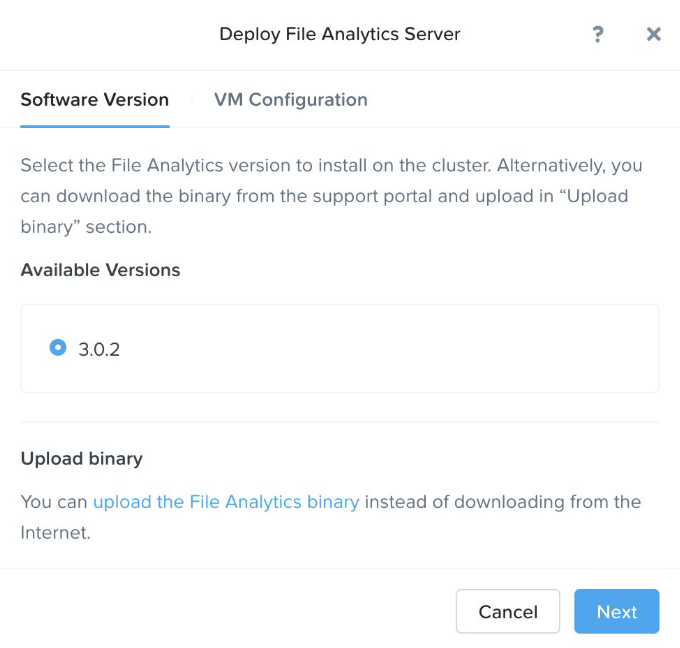 Deploy File Analytics Server
?
×
Software Version
VM Configuration
Select the File Analytics version to install on the cluster. Alternatively, you
can download the binary from the support portal and upload in “Upload
binary” section.
Available Versions
3.0.2
Upload binary
You can upload the File Analytics binary instead of downloading from the
Internet.
Cancel
Next